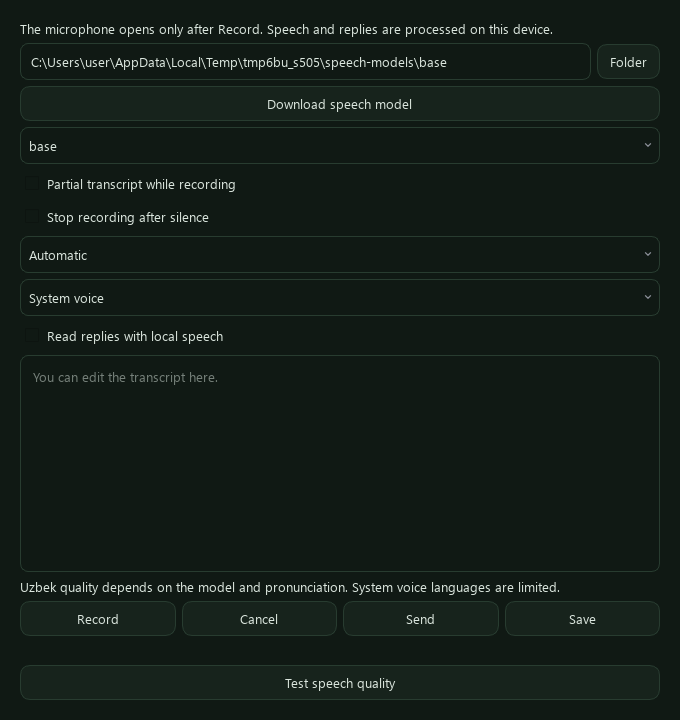 The microphone opens only after Record. Speech and replies are processed on this device.
C:\Users\user\AppData\Local\Temp\tmp6bu_s505\speech-models\base
Folder
Download speech model
base
Partial transcript while recording
Stop recording after silence
Automatic
System voice
Read replies with local speech
You can edit the transcript here.
Uzbek quality depends on the model and pronunciation. System voice languages are limited.
Record
Cancel
Send
Save
Test speech quality